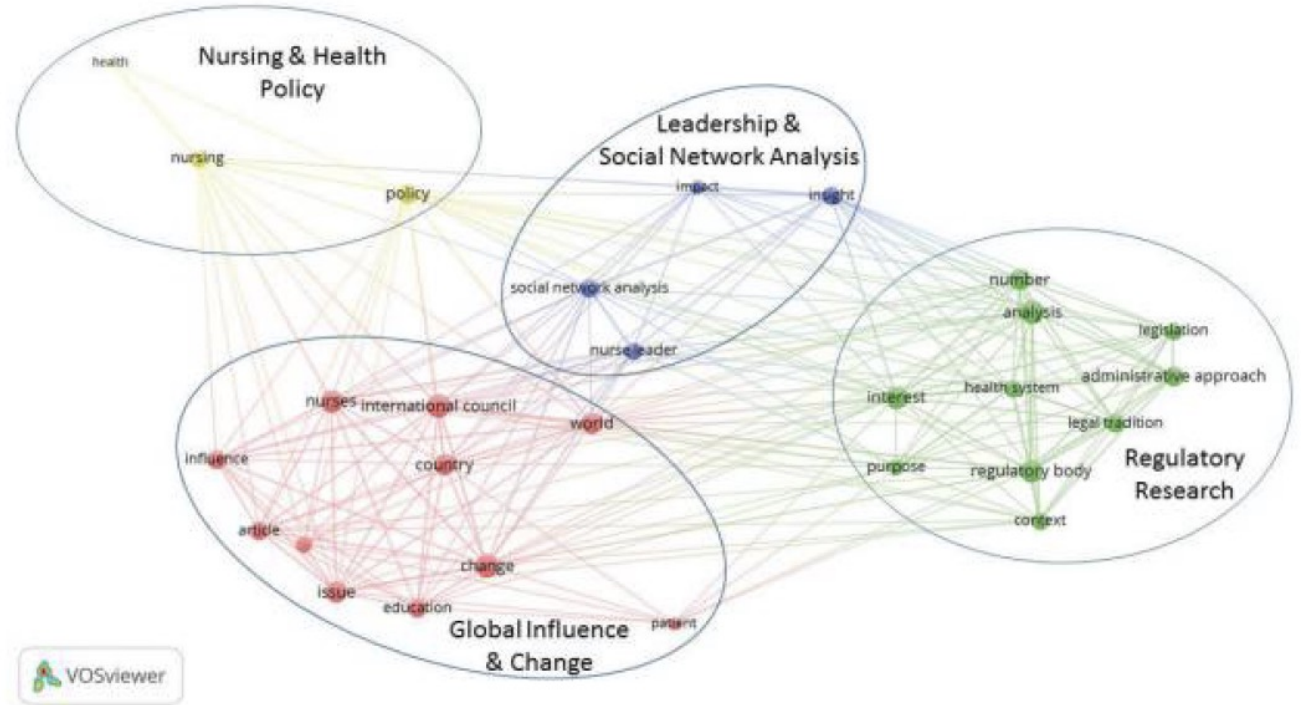 health
Nursing & Health
Policy
nursing
policy
Leadership &
Social Network Analysis
impact
insight
social network analysis
nurse leader
number
analysis
legislation
administrative approach
health system
interest
legal tradition
purpose
regulatory body
context
Regulatory
Research
nurses
international council
world
influence
country
article
change
issue
education
patient
Global Influence
& Change
VOSviewer